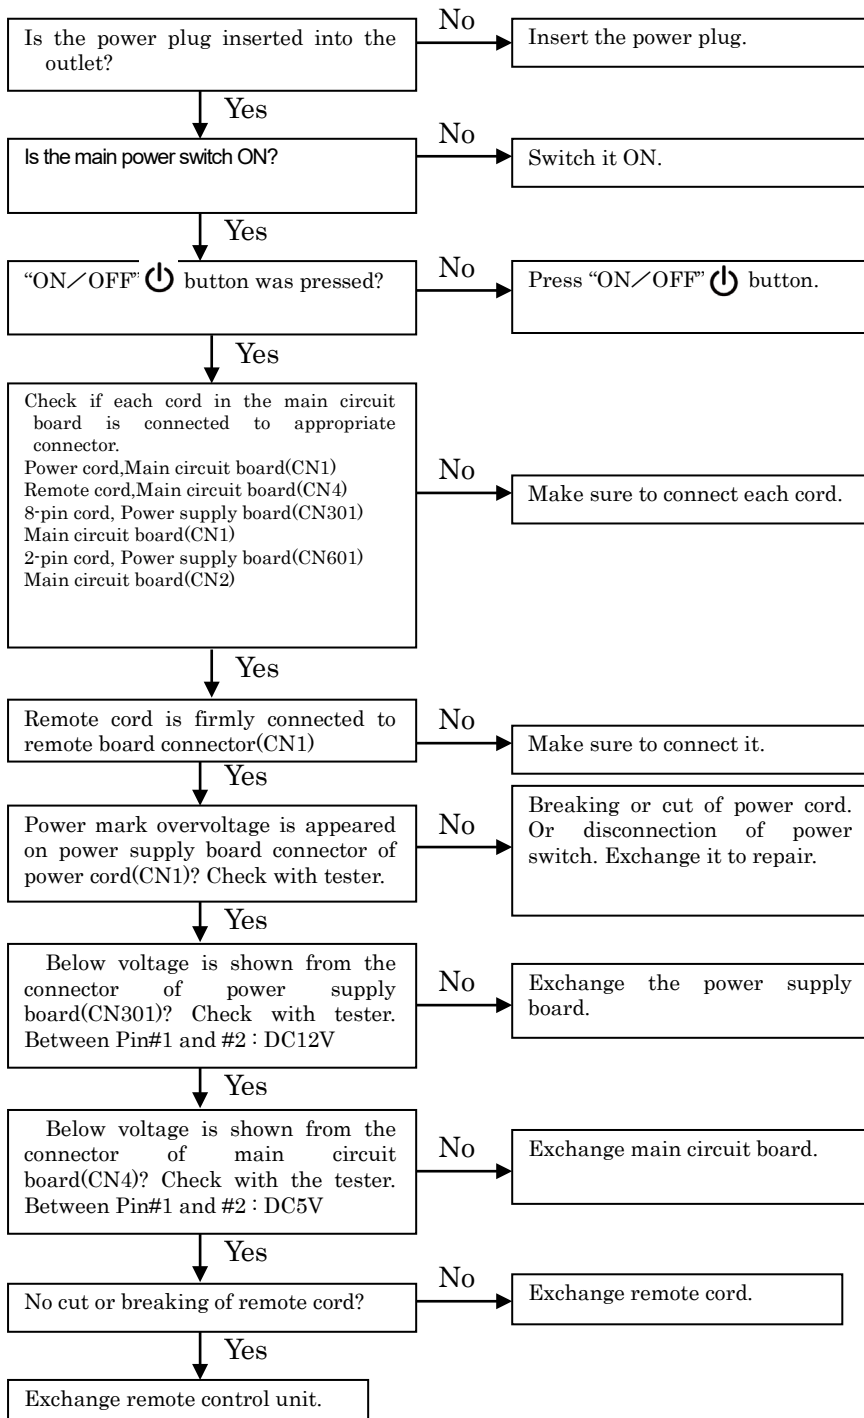 Is the power plug inserted into the
outlet?
No
Insert the power plug.
Yes
Is the main power switch ON?
No
Switch it ON.
Yes
“ON／OFF” button was pressed?
No
Press “ON／OFF” button.
Yes
Check if each cord in the main circuit
board is connected to appropriate
connector.
Power cord,Main circuit board(CN1)
Remote cord,Main circuit board(CN4)
8-pin cord, Power supply board(CN301)
Main circuit board(CN1)
2-pin cord, Power supply board(CN601)
Main circuit board(CN2)
No
Make sure to connect each cord.
Yes
Remote cord is firmly connected to
remote board connector(CN1)
No
Make sure to connect it.
Yes
Power mark overvoltage is appeared
on power supply board connector of
power cord(CN1)? Check with tester.
No
Breaking or cut of power cord.
Or disconnection of power
switch. Exchange it to repair.
Yes
Below voltage is shown from the
connector of power supply
board(CN301)? Check with tester.
Between Pin#1 and #2 : DC12V
No
Exchange the power supply
board.
Yes
Below voltage is shown from the
connector of main circuit
board(CN4)? Check with the tester.
Between Pin#1 and #2 : DC5V
No
Exchange main circuit board.
Yes
No cut or breaking of remote cord?
No
Exchange remote cord.
Yes
Exchange remote control unit.